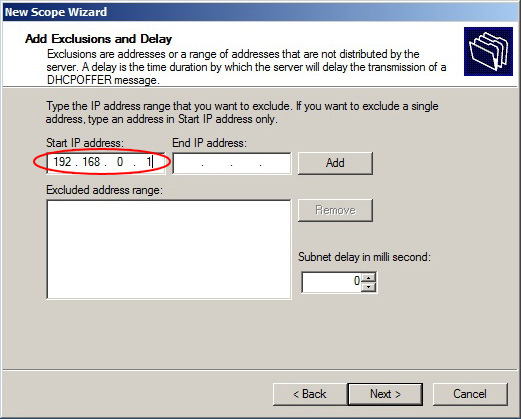 New Scope Wizard
Add Exclusions and Delay
Exclusions are addresses or a range of addresses that are not distributed by the
server. A delay is the time duration by which the server will delay the transmission of a
DHCPOFFER message.
Type the IP address range that you want to exclude. If you want to exclude a single
address, type an address in Start IP address only.
Start IP address: End IP address:
192 . 168 . 0 . 1 . . . Add
Excluded address range:
Remove
Subnet delay in milli second:
0
< Back Next > Cancel